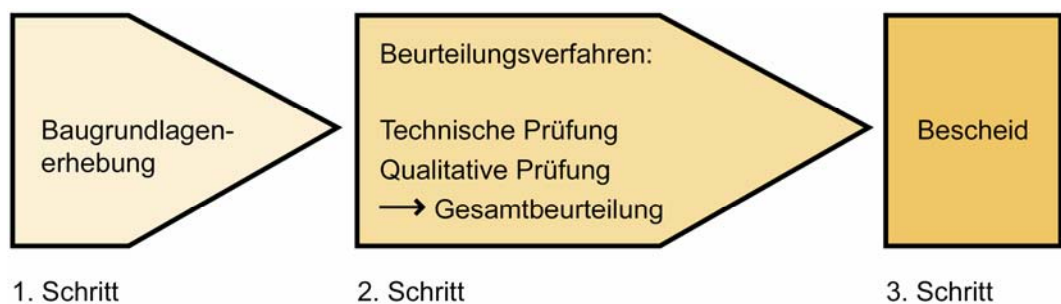 Baugrundlagen-
erhebung
Beurteilungsverfahren:
Technische Prüfung
Qualitative Prüfung
→ Gesamtbeurteilung
Bescheid
1. Schritt
2. Schritt
3. Schritt